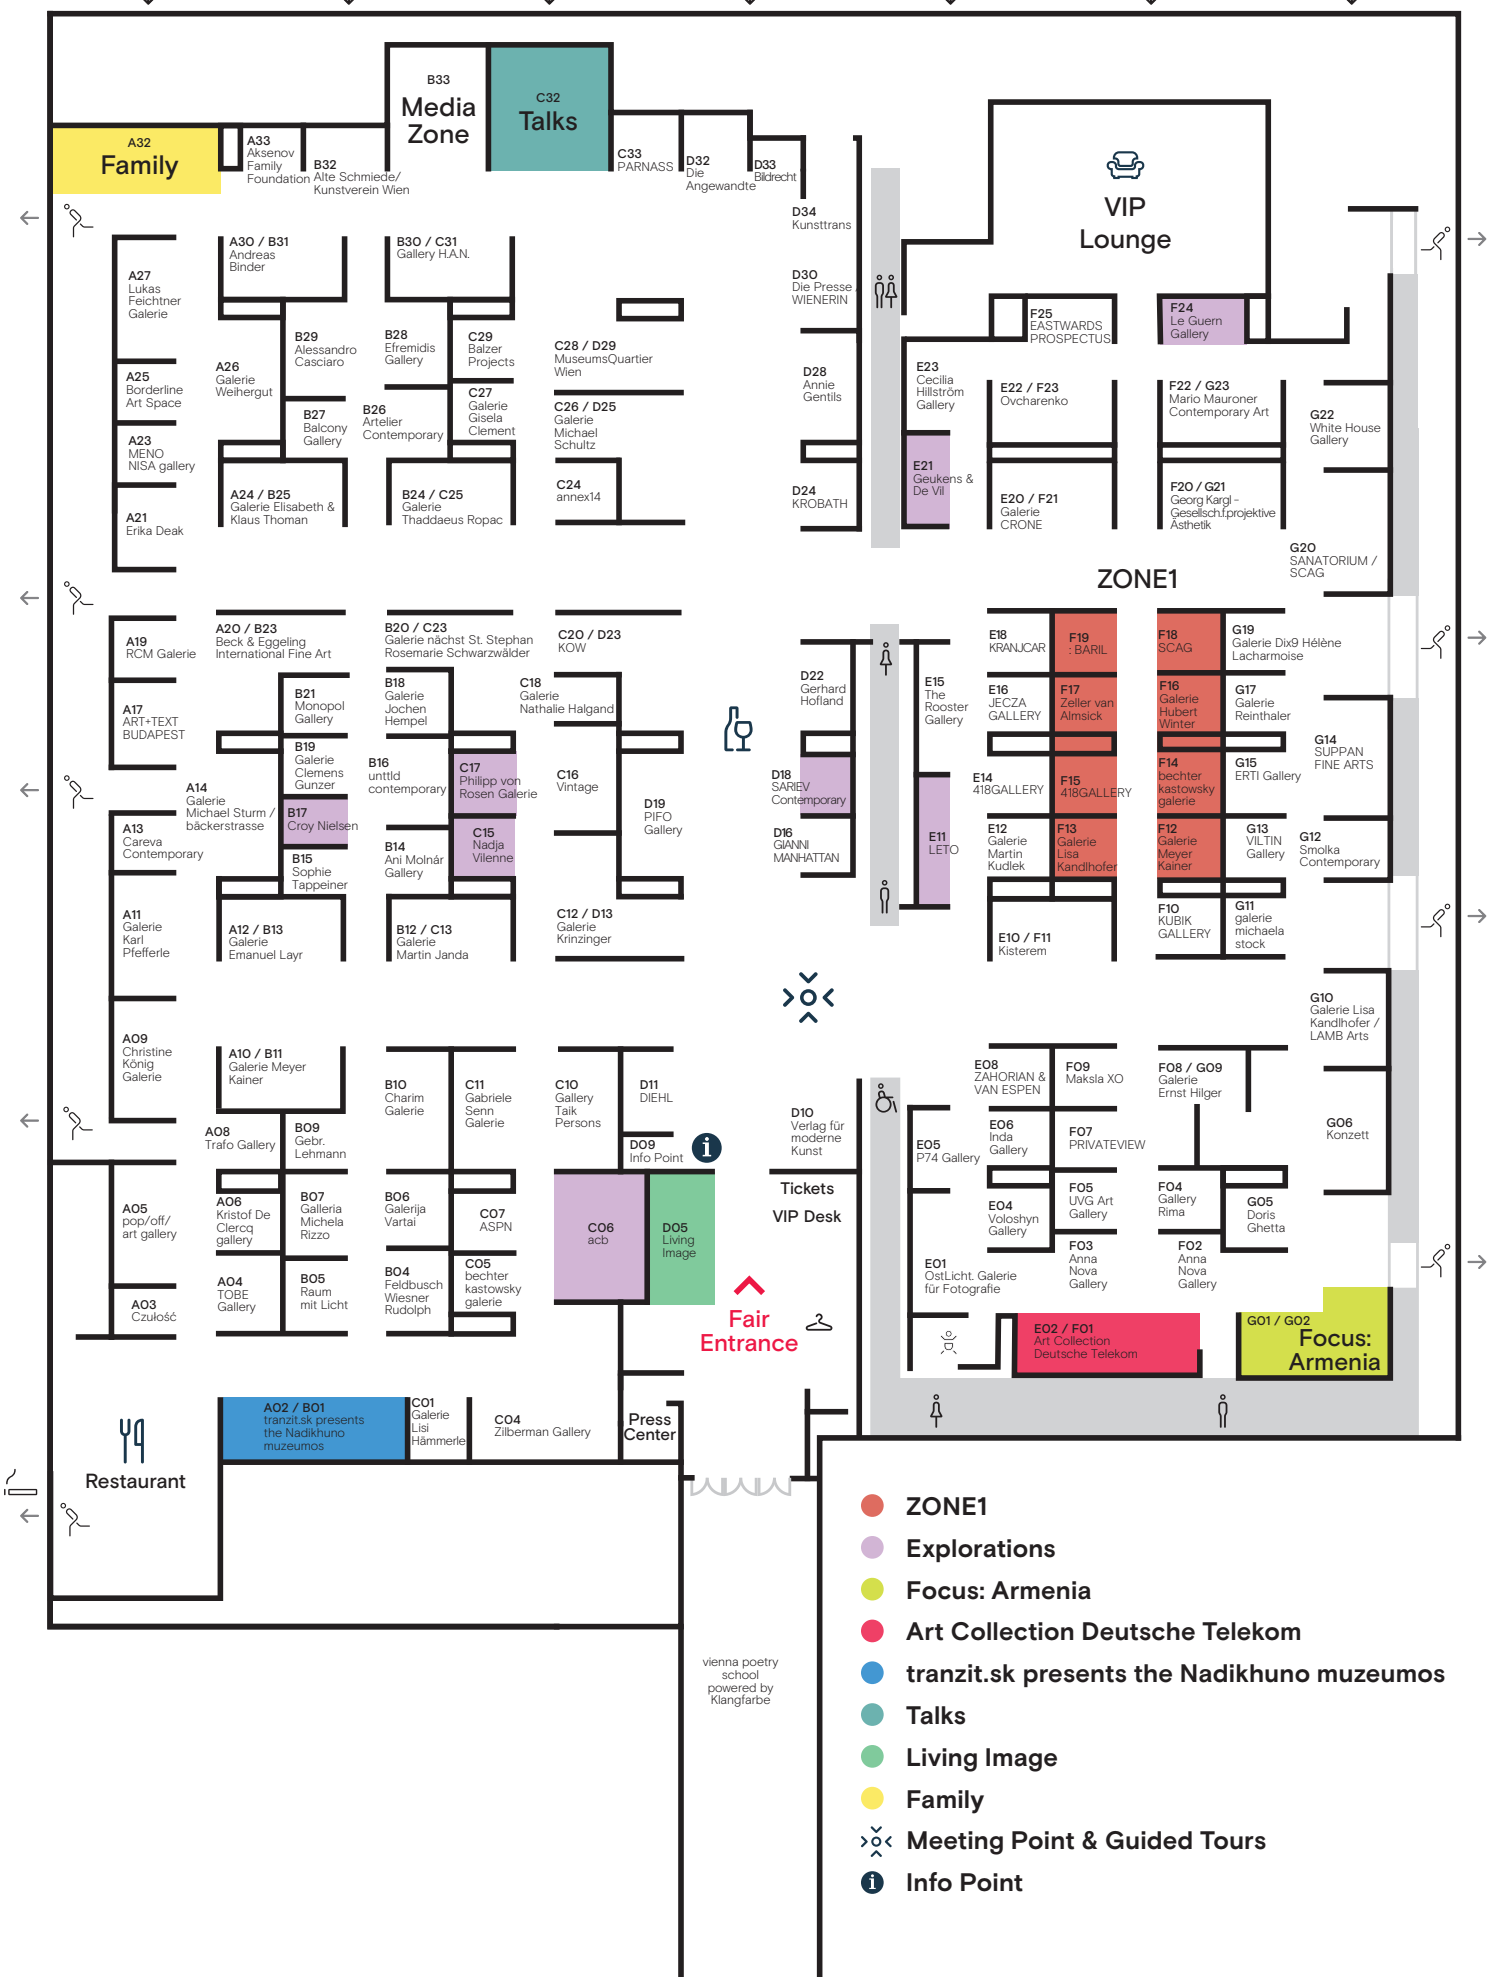 B33
Media
Zone
C32
Talks
A32
Family
A33
Aksenov
Family
Foundation
B32
Alte Schmiede/
Kunstverein Wien
C33
PARNASS
D32
Die
Angewandte
D33
Bildrecht
D34
Kunsttrans
D30
Die Presse /
WIENERIN
VIP
Lounge
A27
Lukas
Feichtner
Galerie
A30 / B31
Andreas
Binder
B30 / C31
Gallery H.A.N.
A25
Borderline
Art Space
A26
Galerie
Weihergut
B29
Alessandro
Casciaro
B28
Efremidis
Gallery
C29
Balzer
Projects
C28 / D29
MuseumsQuartier
Wien
D28
Annie
Gentils
F25
EASTWARDS
PROSPECTUS
F24
Le Guern
Gallery
E23
Cecilia
Hillström
Gallery
E22 / F23
Ovcharenko
F22 / G23
Mario Mauroner
Contemporary Art
G22
White House
Gallery
A23
MENO
NISA gallery
B27
Balcony
Gallery
B26
Artelier
Contemporary
C27
Galerie
Gisela
Clement
C26 / D25
Galerie
Michael
Schultz
A21
Erika Deak
A24 / B25
Galerie Elisabeth &
Klaus Thoman
B24 / C25
Galerie
Thaddaeus Ropac
C24
annex14
D24
KROBATH
E21
Geukens &
De Vil
E20 / F21
Galerie
CRONE
F20 / G21
Georg Kargl –
Gesellsch.f.projektive
Ästhetik
G20
SANATORIUM /
SCAG
ZONE1
A19
RCM Galerie
A20 / B23
Beck & Eggeling
International Fine Art
B20 / C23
Galerie nächst St. Stephan
Rosemarie Schwarzwälder
C20 / D23
KOW
E18
KRANJCAR
F19
: BARIL
F18
SCAG
G19
Galerie Dix9 Hélène
Lacharmoise
A17
ART+TEXT
BUDAPEST
B21
Monopol
Gallery
B18
Galerie
Jochen
Hempel
C18
Galerie
Nathalie Halgand
D22
Gerhard
Hofland
E15
The
Rooster
Gallery
E16
JECZA
GALLERY
F17
Zeller van
Almsick
F16
Galerie
Hubert
Winter
G17
Galerie
Reinthaler
B19
Galerie
Clemens
Gunzer
B16
unttld
contemporary
C17
Philipp von
Rosen Galerie
C16
Vintage
D18
SARIEV
Contemporary
E14
418GALLERY
F15
418GALLERY
F14
bechter
kastowsky
galerie
G15
ERTI Gallery
G14
SUPPAN
FINE ARTS
A14
Galerie
Michael Sturm /
bäckerstrasse
B17
Croy Nielsen
D19
PIFO
Gallery
A13
Careva
Contemporary
B15
Sophie
Tappeiner
B14
Ani Molnár
Gallery
C15
Nadja
Vilenne
D16
GIANNI
MANHATTAN
E11
LETO
E12
Galerie
Martin
Kudlek
F13
Galerie
Lisa
Kandlhofer
F12
Galerie
Meyer
Kainer
G13
VILTIN
Gallery
G12
Smolka
Contemporary
A11
Galerie
Karl
Pfefferle
A12 / B13
Galerie
Emanuel Layr
B12 / C13
Galerie
Martin Janda
C12 / D13
Galerie
Krinzinger
E10 / F11
Kisterem
F10
KUBIK
GALLERY
G11
galerie
michaela
stock
G10
Galerie Lisa
Kandlhofer /
LAMB Arts
A09
Christine
König
Galerie
A10 / B11
Galerie Meyer
Kainer
B10
Charim
Galerie
C11
Gabriele
Senn
Galerie
C10
Gallery
Taik
Persons
D11
DIEHL
E08
ZAHORIAN &
VAN ESPEN
F09
Maksla XO
F08 / G09
Galerie
Ernst Hilger
A08
Trafo Gallery
B09
Gebr.
Lehmann
D09
Info Point
D10
Verlag für
moderne
Kunst
E05
P74 Gallery
E06
Inda
Gallery
F07
PRIVATEVIEW
G06
Konzett
A05
pop/off/
art gallery
A06
Kristof De
Clercq
gallery
B07
Galleria
Michela
Rizzo
B06
Galerija
Vartai
C07
ASPN
C06
acb
D05
Living
Image
Tickets
VIP Desk
E04
Voloshyn
Gallery
F05
UVG Art
Gallery
F04
Gallery
Rima
G05
Doris
Ghetta
A03
Czułość
A04
TOBE
Gallery
B05
Raum
mit Licht
B04
Feldbusch
Wiesner
Rudolph
C05
bechter
kastowsky
galerie
E01
OstLicht. Galerie
für Fotografie
F03
Anna
Nova
Gallery
F02
Anna
Nova
Gallery
Fair
Entrance
E02 / F01
Art Collection
Deutsche Telekom
G01 / G02
Focus:
Armenia
Restaurant
A02 / B01
tranzit.sk presents
the Nadikhuno
muzeumos
C01
Galerie
Lisi
Hämmerle
C04
Zilberman Gallery
Press
Center
vienna poetry
school
powered by
Klangfarbe
ZONE1
Explorations
Focus: Armenia
Art Collection Deutsche Telekom
tranzit.sk presents the Nadikhuno muzeumos
Talks
Living Image
Family
Meeting Point & Guided Tours
i Info Point